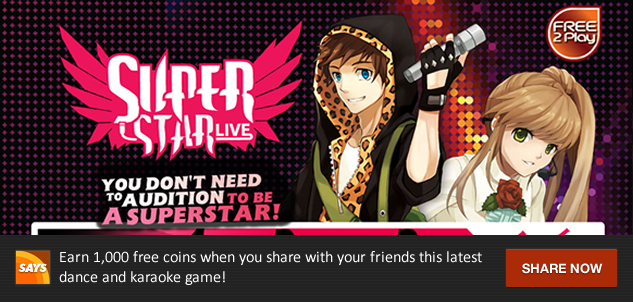 FREE
2 Play
SUPER
STAR LIVE
YOU DON'T NEED
TO AUDITION TO BE
A SUPERSTAR!
SAYS
Earn 1,000 free coins when you share with your friends this latest
dance and karaoke game!
SHARE NOW